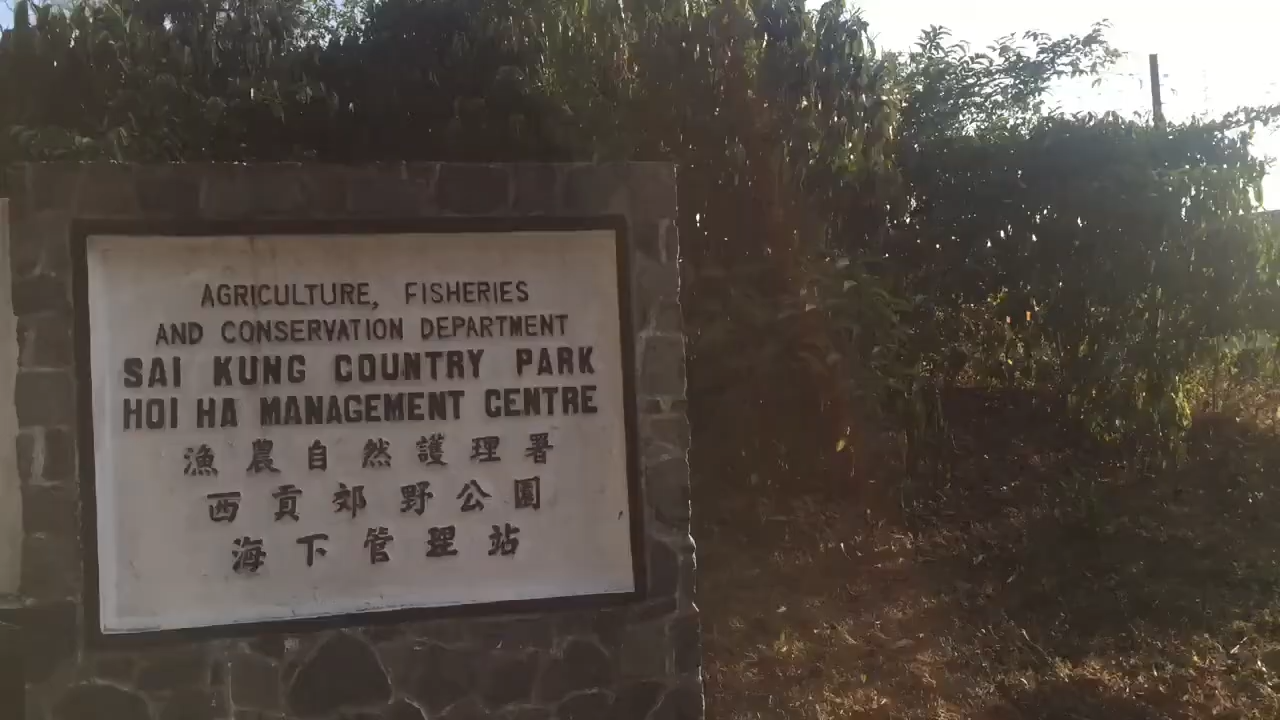 AGRICULTURE, FISHERIES
AND CONSERVATION DEPARTMENT
SAI KUNG COUNTRY PARK
HOI HA MANAGEMENT CENTRE
漁農自然護理署
西貢郊野公園
海下管理站